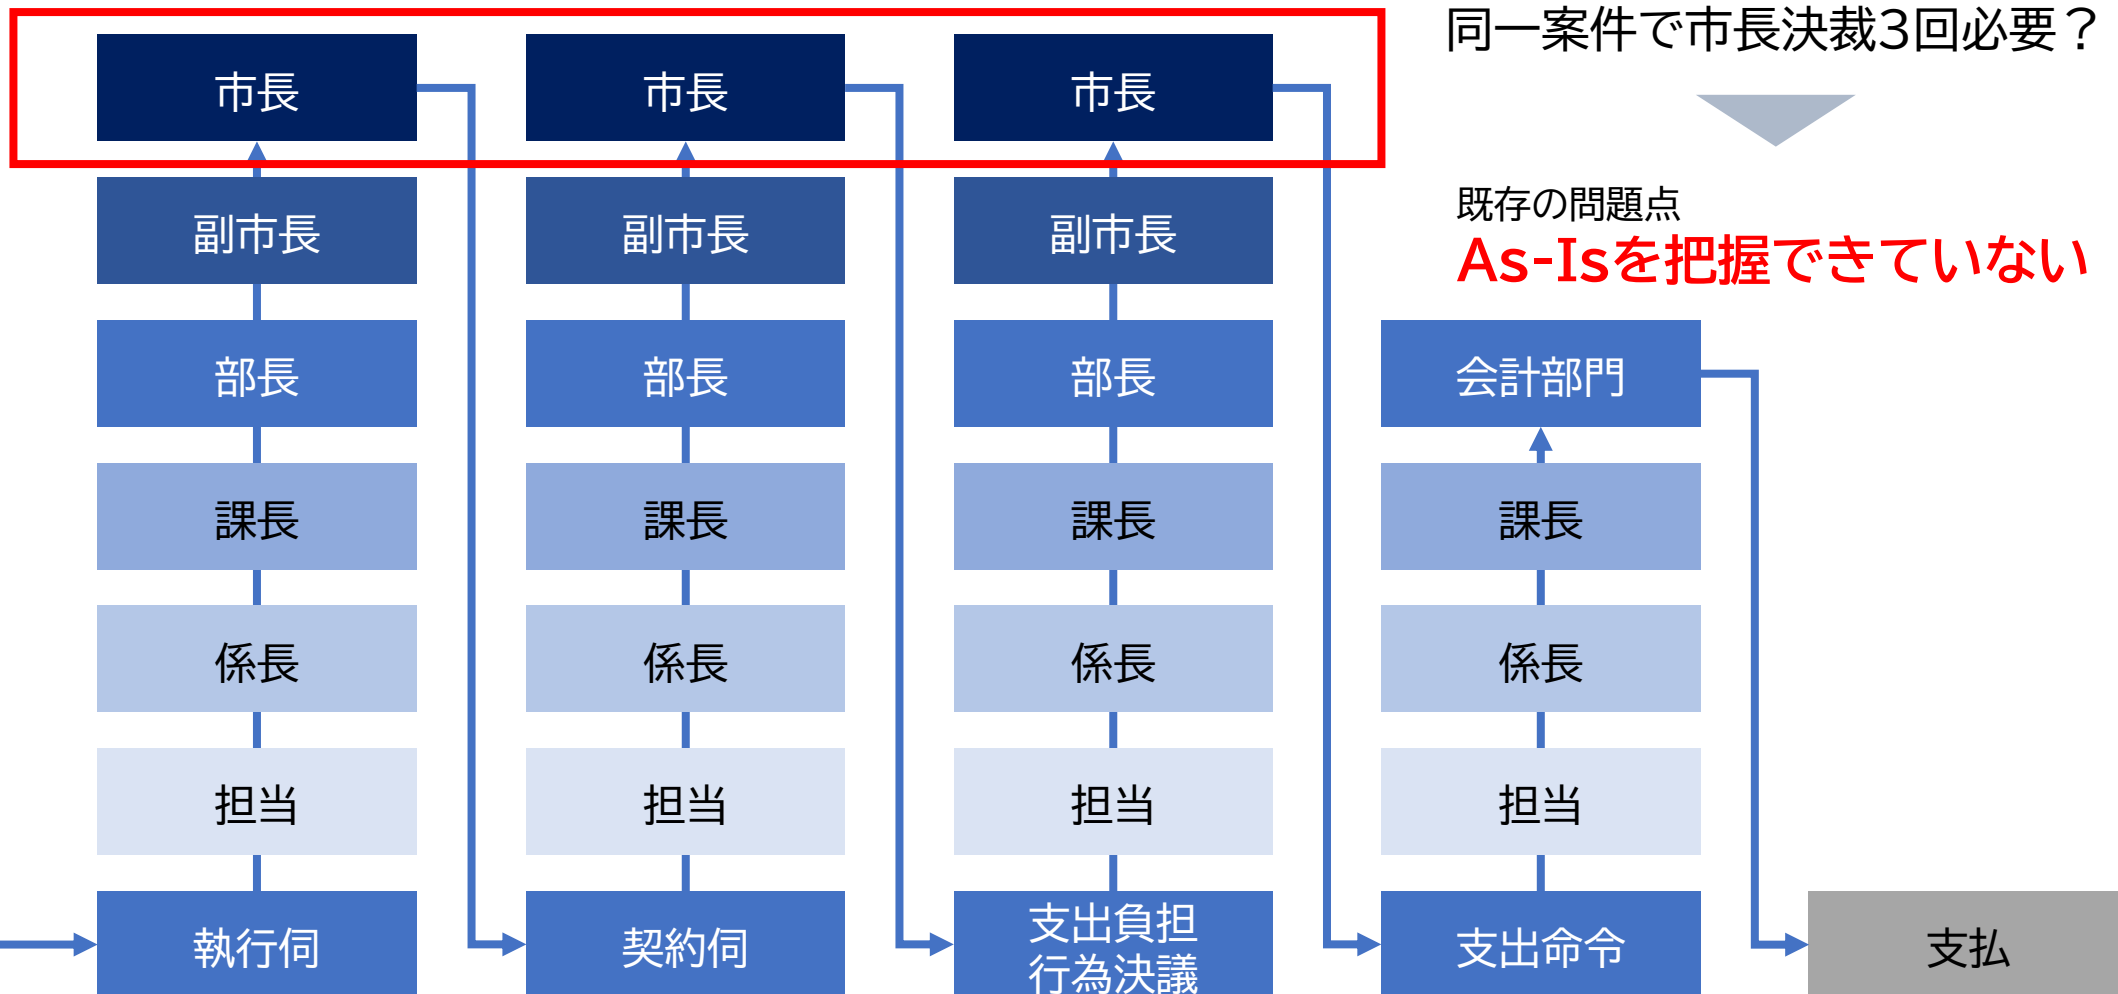 同一案件で市長決裁3回必要？
既存の問題点
As-Isを把握できていない
市長
副市長
部長
課長
係長
担当
執行伺
市長
副市長
部長
課長
係長
担当
契約伺
市長
副市長
部長
課長
係長
担当
支出負担
行為決議
会計部門
課長
係長
担当
支出命令
支払